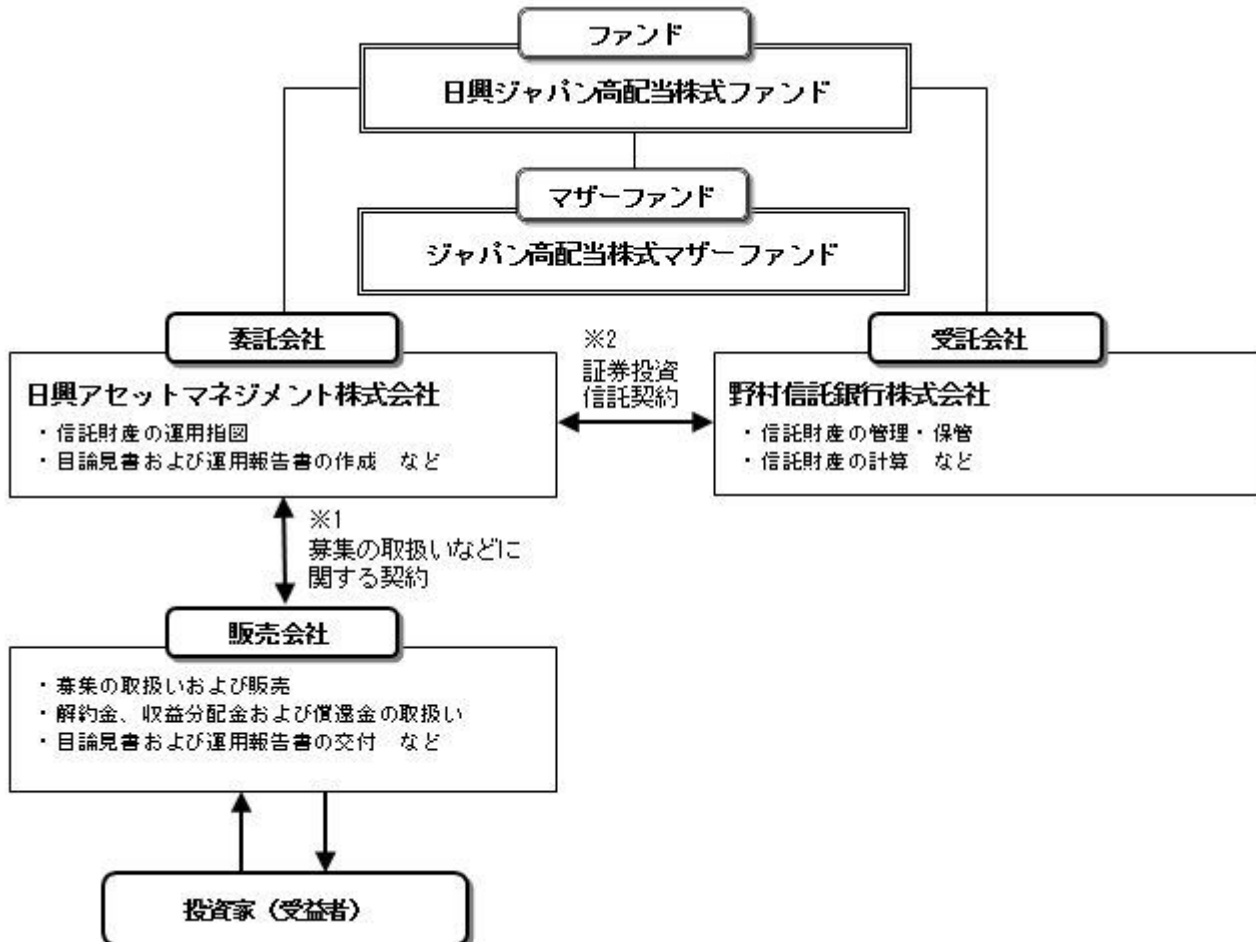 ファンド
日興ジャパン高配当株式ファンド
マザーファンド
ジャパン高配当株式マザーファンド
委託会社
日興アセットマネジメント株式会社
・信託財産の運用指図
・目論見書および運用報告書の作成　など
※2
証券投資
信託契約
受託会社
野村信託銀行株式会社
・信託財産の管理・保管
・信託財産の計算　など
※1
募集の取扱いなどに
関する契約
販売会社
・募集の取扱いおよび販売
・解約金、収益分配金および償還金の取扱い
・目論見書および運用報告書の交付　など
投資家（受益者）